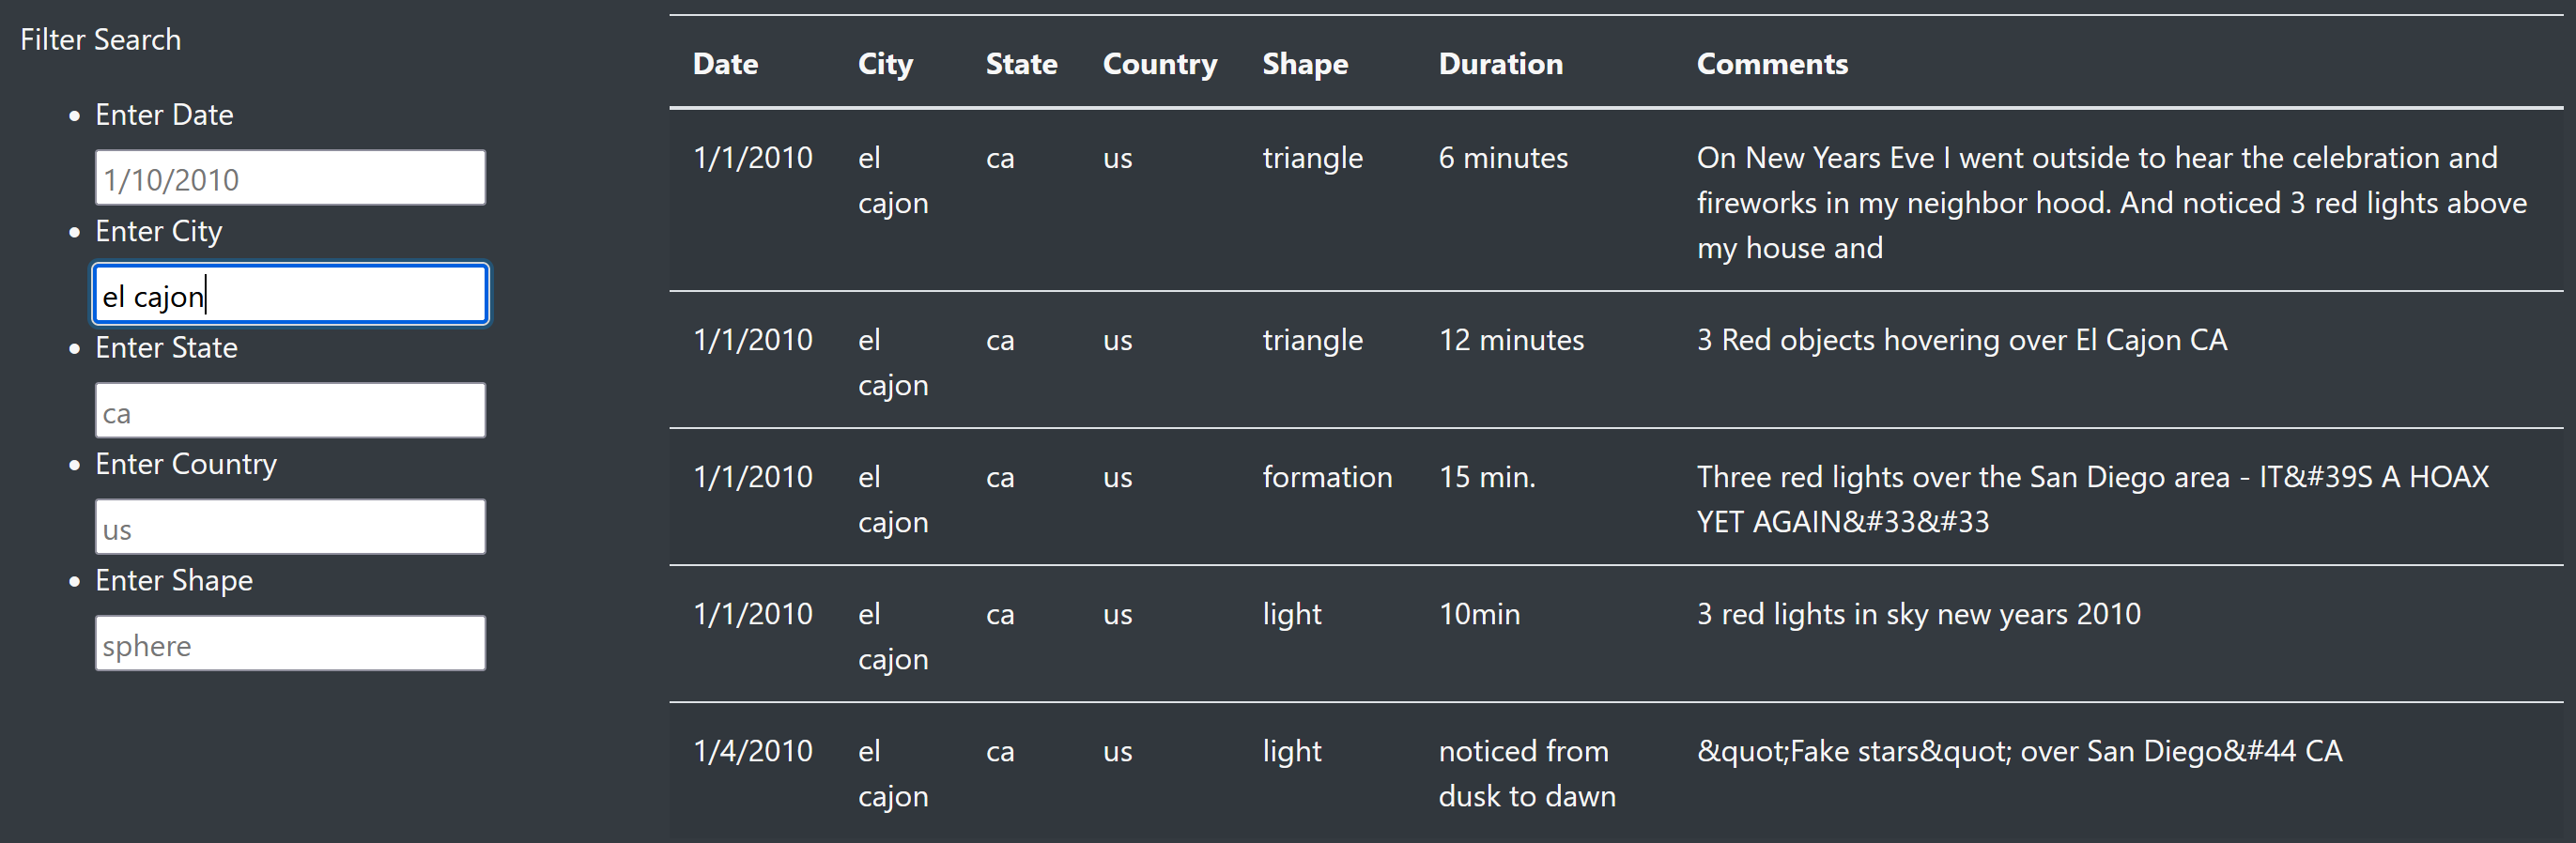 Filter Search
Enter Date
1/10/2010
Enter City
el cajon
Enter State
ca
Enter Country
us
Enter Shape
sphere
Date City State Country Shape Duration Comments
1/1/2010 el ca us triangle 6 minutes On New Years Eve I went outside to hear the celebration and
cajon fireworks in my neighbor hood. And noticed 3 red lights above
my house and
1/1/2010 el ca us triangle 12 minutes 3 Red objects hovering over El Cajon CA
cajon
1/1/2010 el ca us formation 15 min. Three red lights over the San Diego area - IT&#39S A HOAX
cajon YET AGAIN&#33&#33
1/1/2010 el ca us light 10min 3 red lights in sky new years 2010
cajon
1/4/2010 el ca us light noticed from &quot;Fake stars&quot; over San Diego&#44 CA
cajon dusk to dawn